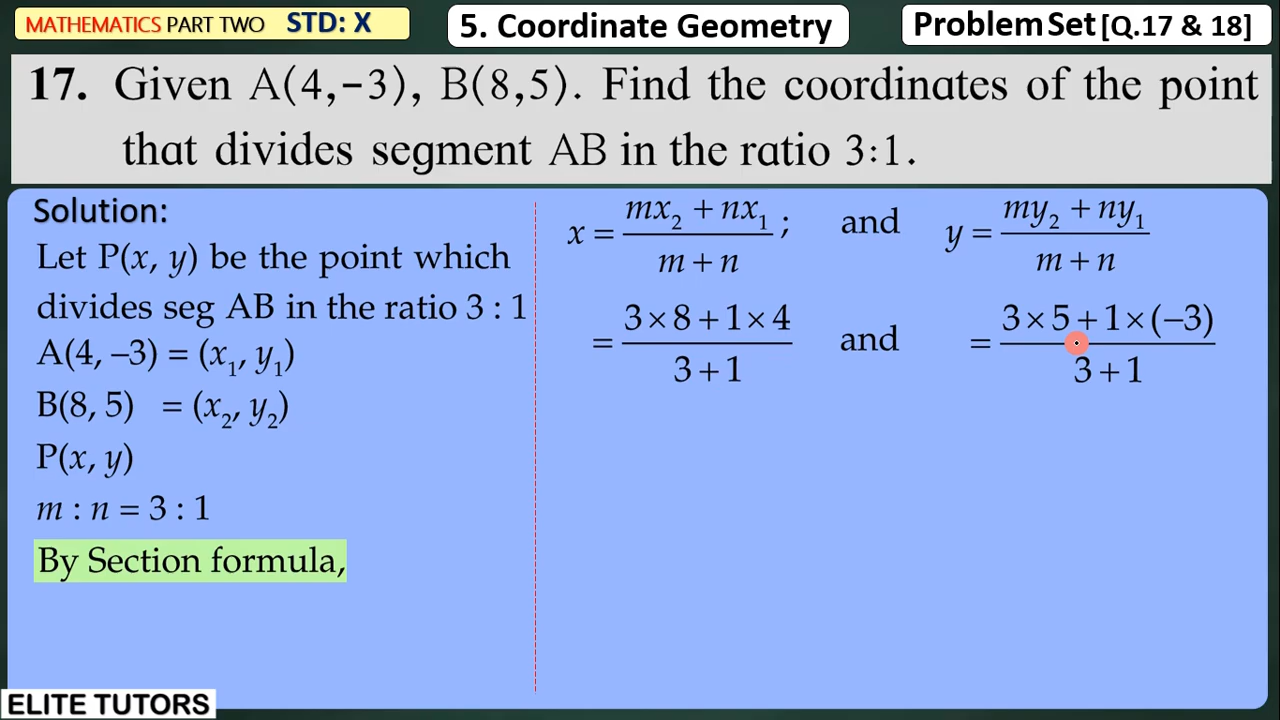 MATHEMATICS PART TWO STD: X
5. Coordinate Geometry
Problem Set [Q.17 & 18]
17. Given A(4,-3), B(8,5). Find the coordinates of the point
that divides segment AB in the ratio 3:1.
Solution:
Let P(x, y) be the point which
divides seg AB in the ratio 3 : 1
A(4, –3) = (x₁, y₁)
B(8, 5) = (x₂, y₂)
P(x, y)
m : n = 3 : 1
By Section formula,
x = (mx₂ + nx₁)/(m + n) ; and y = (my₂ + ny₁)/(m + n)
= (3 × 8 + 1 × 4)/(3 + 1) and = (3 × 5 + 1 × (–3))/(3 + 1)
ELITE TUTORS